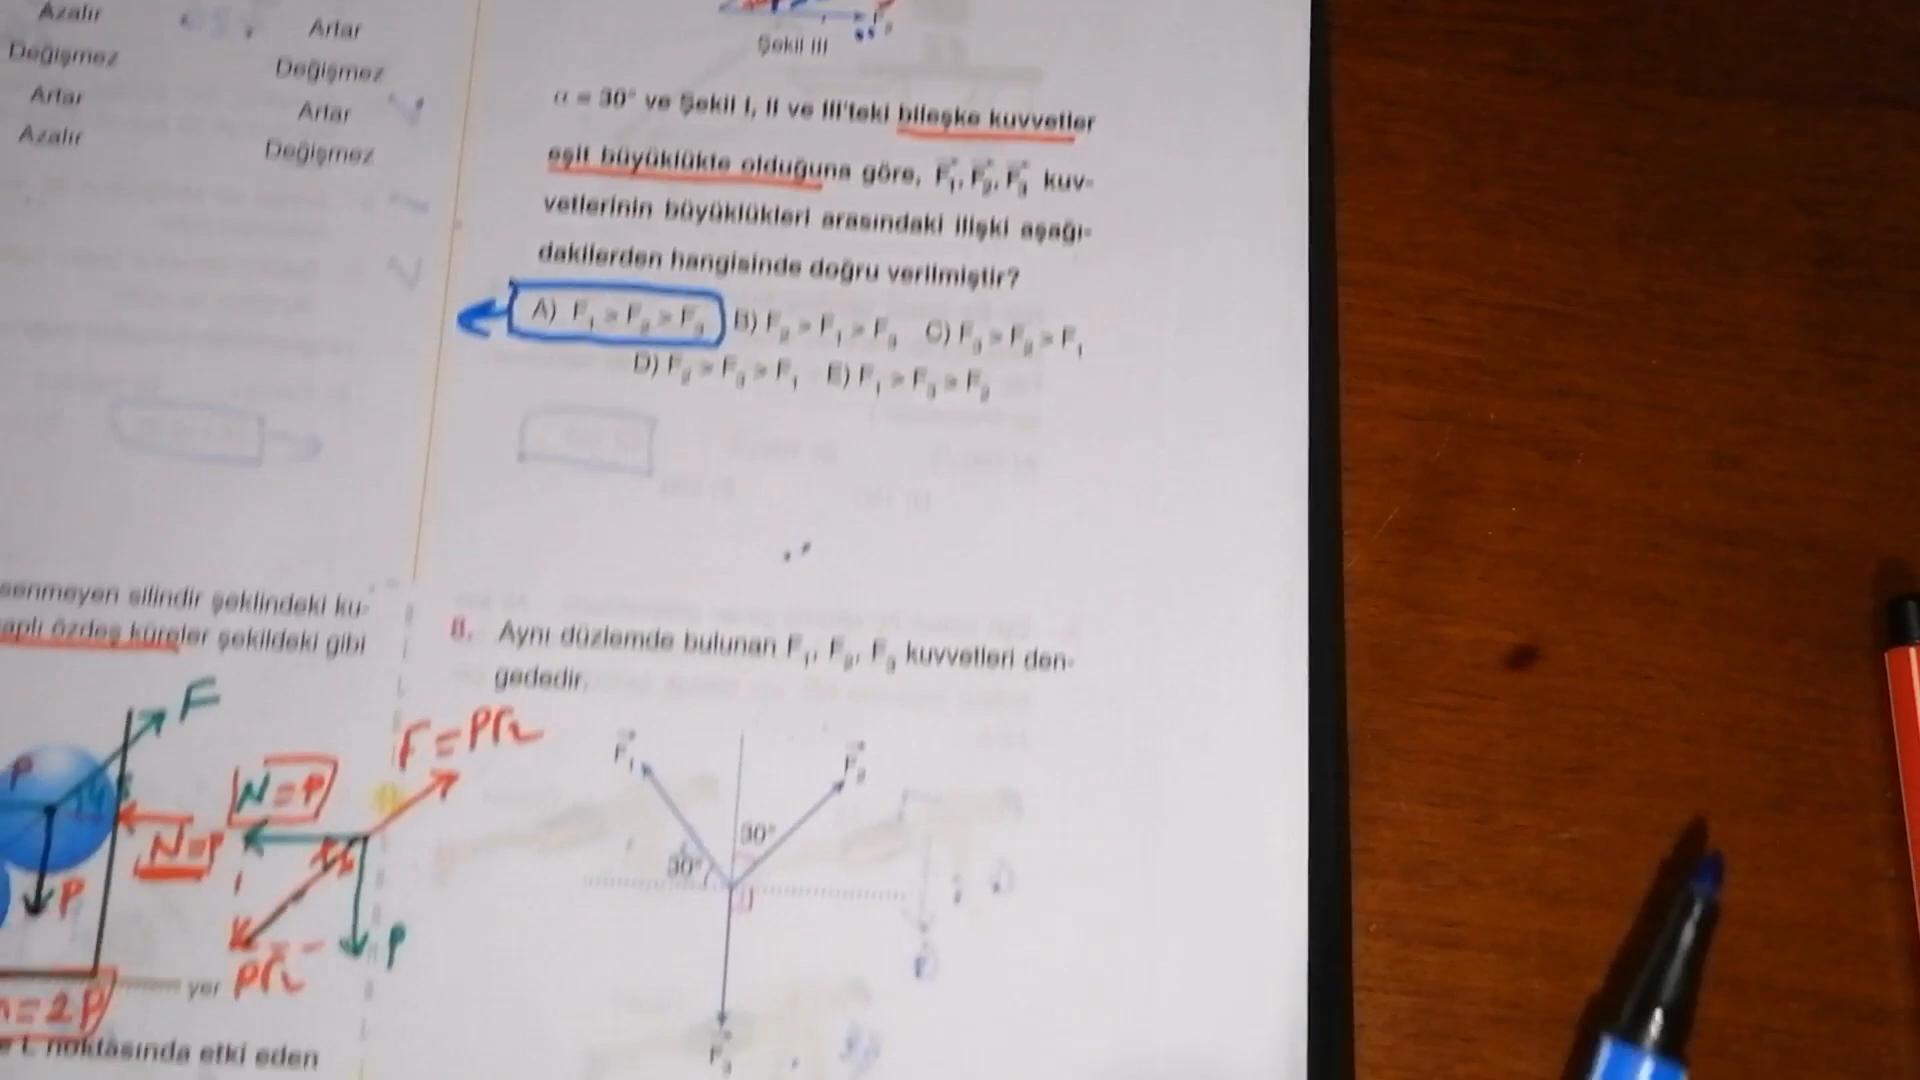 Azalır Artar
Değişmez Değişmez
Artar Artar
Azalır Değişmez
Şekil III
α = 30° ve Şekil I, II ve III'teki bileşke kuvvetler
eşit büyüklükte olduğuna göre, F₁, F₂, F₃ kuv-
vetlerinin büyüklükleri arasındaki ilişki aşağı-
dakilerden hangisinde doğru verilmiştir?
A) F₁ > F₂ > F₃ B) F₂ > F₁ > F₃ C) F₃ > F₂ > F₁
D) F₂ > F₃ > F₁ E) F₁ > F₃ > F₂
senmeyen silindir şeklindeki ku-
aplı özdeş küreler şekildeki gibi
F
P
N=P
P
F=P√2
N=P
P
P√2
yer
=2P
L noktasında etki eden
8. Aynı düzlemde bulunan F₁, F₂, F₃ kuvvetleri den-
gededir.
F₁
F₂
30°
30°
F₃